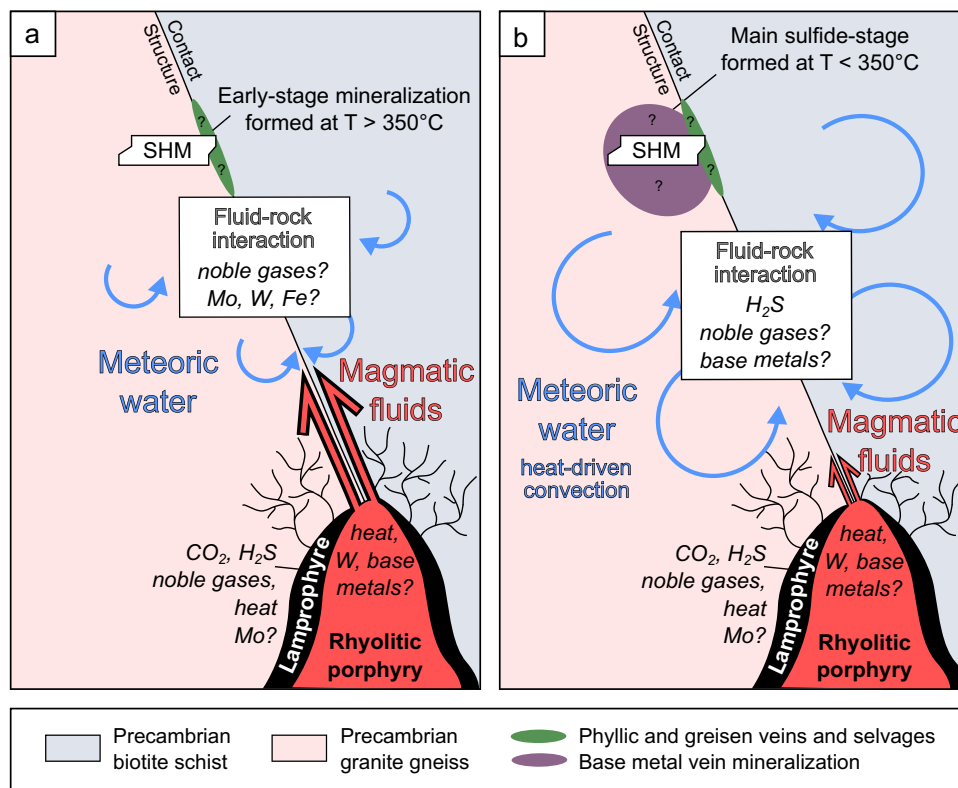 a
Contact
Structure
Early-stage mineralization
formed at T > 350°C
?
SHM
?
Fluid-rock
interaction
noble gases?
Mo, W, Fe?
Meteoric
water
Magmatic
fluids
CO₂, H₂S
noble gases,
heat
Mo?
Lamprophyre
heat,
W, base
metals?
Rhyolitic
porphyry
b
Contact
Structure
Main sulfide-stage
formed at T < 350°C
?
?
SHM
?
?
Fluid-rock
interaction
H₂S
noble gases?
base metals?
Meteoric
water
heat-driven
convection
Magmatic
fluids
CO₂, H₂S
noble gases,
heat
Mo?
Lamprophyre
heat,
W, base
metals?
Rhyolitic
porphyry
Precambrian
biotite schist
Precambrian
granite gneiss
Phyllic and greisen veins and selvages
Base metal vein mineralization